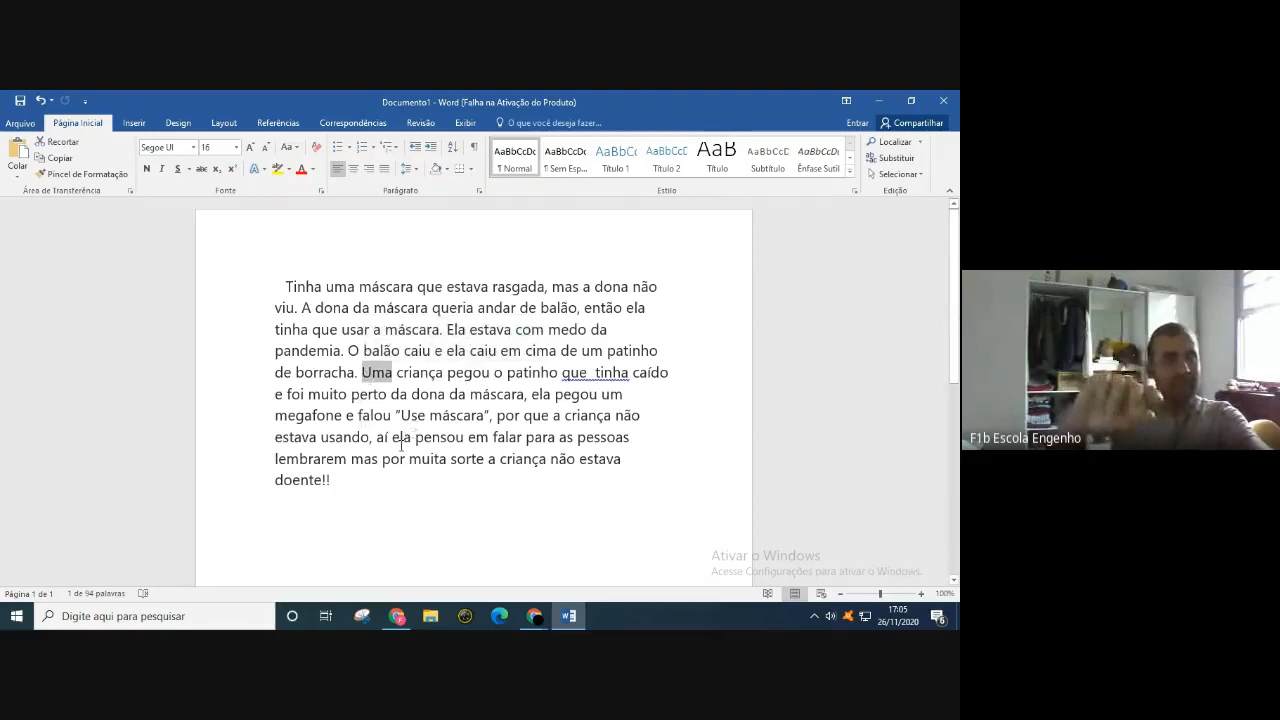 Documento1 - Word (Falha na Ativação do Produto)
Arquivo Página Inicial Inserir Design Layout Referências Correspondências Revisão Exibir O que você deseja fazer... Entrar Compartilhar
Colar
Recortar
Copiar
Pincel de Formatação
Área de Transferência
Segoe UI 16
N I S abc x₂ x²
Fonte
Parágrafo
AaBbCcDc AaBbCcDc AaBbCc AaBbCcC AaB AaBbCcC AaBbCcDc
¶ Normal ¶ Sem Esp... Título 1 Título 2 Título Subtítulo Ênfase Sutil
Estilo
Localizar
Substituir
Selecionar
Edição
Tinha uma máscara que estava rasgada, mas a dona não
viu. A dona da máscara queria andar de balão, então ela
tinha que usar a máscara. Ela estava com medo da
pandemia. O balão caiu e ela caiu em cima de um patinho
de borracha. Uma criança pegou o patinho que  tinha caído
e foi muito perto da dona da máscara, ela pegou um
megafone e falou "Use máscara", por que a criança não
estava usando, aí ela pensou em falar para as pessoas
lembrarem mas por muita sorte a criança não estava
doente!!
Ativar o Windows
Acesse Configurações para ativar o Windows.
Página 1 de 1 1 de 94 palavras 100%
Digite aqui para pesquisar
17:05
26/11/2020
6
F1b Escola Engenho